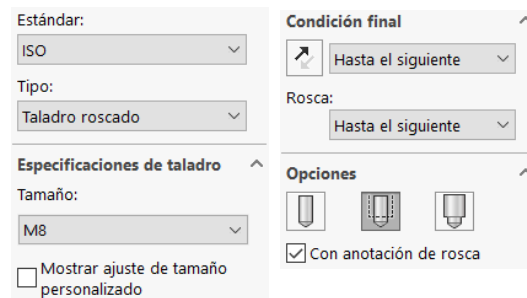 Estándar:
ISO
Tipo:
Taladro roscado
Especificaciones de taladro
Tamaño:
M8
Mostrar ajuste de tamaño
personalizado
Condición final
Hasta el siguiente
Rosca:
Hasta el siguiente
Opciones
Con anotación de rosca